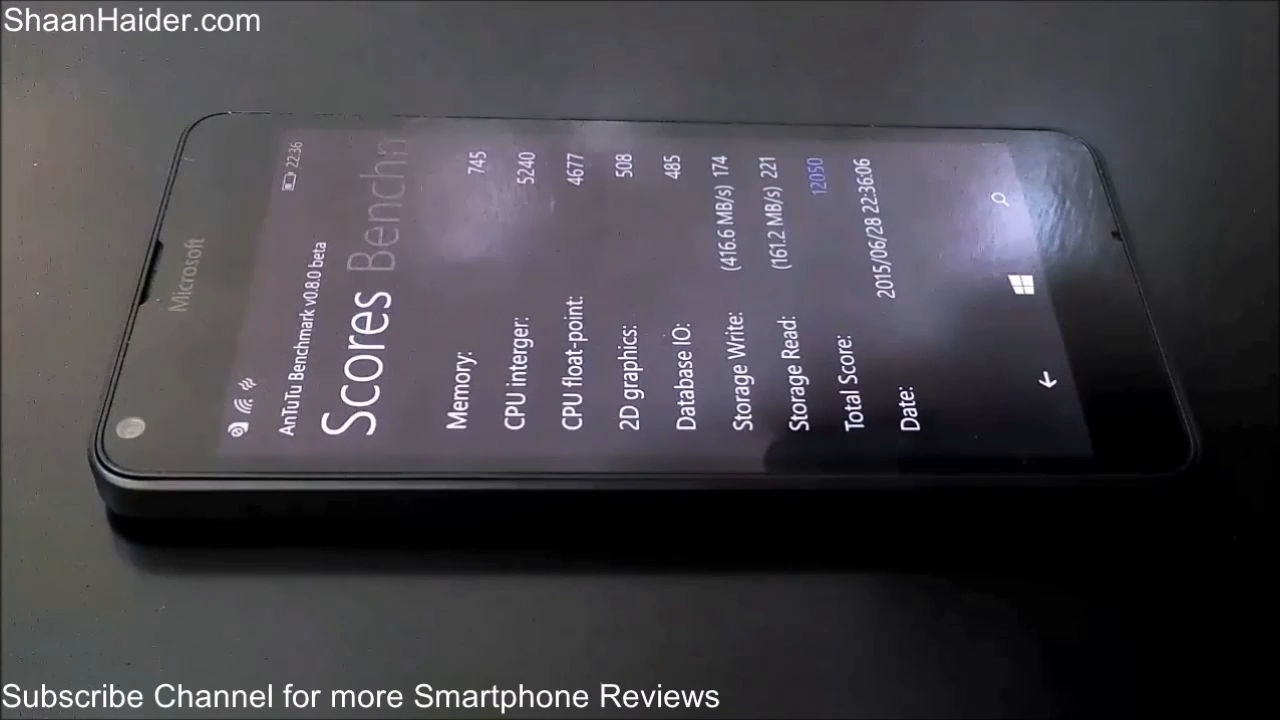 ShaanHaider.com
Microsoft
22:36
AnTuTu Benchmark v0.8.0 beta
Scores Benchm
Memory: 745
CPU interger: 5240
CPU float-point: 4677
2D graphics: 508
Database IO: 485
Storage Write: (416.6 MB/s) 174
Storage Read: (161.2 MB/s) 221
Total Score: 12050
Date: 2015/06/28 22:36:06
Subscribe Channel for more Smartphone Reviews